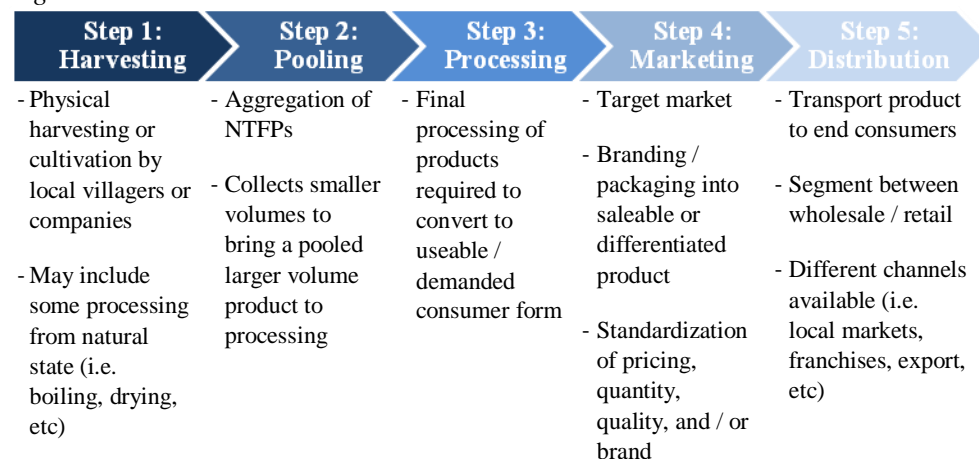 Step 1:
Harvesting
Step 2:
Pooling
Step 3:
Processing
Step 4:
Marketing
Step 5:
Distribution
- Physical
harvesting or
cultivation by
local villagers or
companies
- May include
some processing
from natural
state (i.e.
boiling, drying,
etc)
- Aggregation of
NTFPs
- Collects smaller
volumes to
bring a pooled
larger volume
product to
processing
- Final
processing of
products
required to
convert to
useable /
demanded
consumer form
- Target market
- Branding /
packaging into
saleable or
differentiated
product
- Standardization
of pricing,
quantity,
quality, and / or
brand
- Transport product
to end consumers
- Segment between
wholesale / retail
- Different channels
available (i.e.
local markets,
franchises, export,
etc)